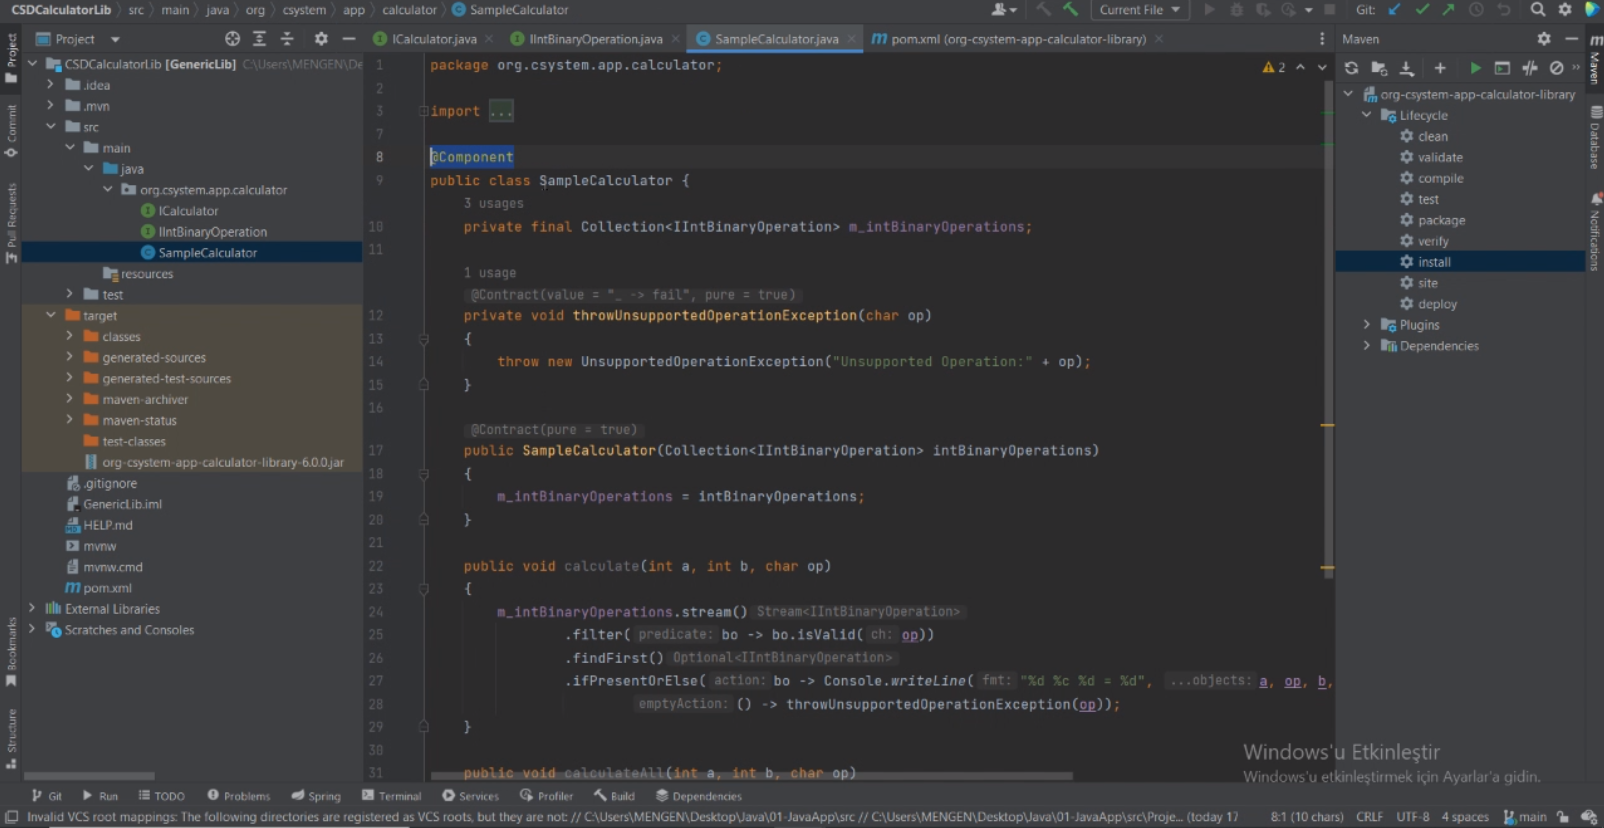 CSDCalculatorLib › src › main › java › org › csystem › app › calculator › SampleCalculator
Current File
Git:
Project
ICalculator.java
IIntBinaryOperation.java
SampleCalculator.java
pom.xml (org-csystem-app-calculator-library)
Maven
Project
Commit
Pull Requests
Bookmarks
Structure
CSDCalculatorLib [GenericLib] C:\Users\MENGEN\De
.idea
.mvn
src
main
java
org.csystem.app.calculator
ICalculator
IIntBinaryOperation
SampleCalculator
resources
test
target
classes
generated-sources
generated-test-sources
maven-archiver
maven-status
test-classes
org-csystem-app-calculator-library-6.0.0.jar
.gitignore
GenericLib.iml
HELP.md
mvnw
mvnw.cmd
pom.xml
External Libraries
Scratches and Consoles
2
1 package org.csystem.app.calculator;
2
3 import ...
7
8 @Component
9 public class SampleCalculator {
3 usages
10 private final Collection<IIntBinaryOperation> m_intBinaryOperations;
11
1 usage
@Contract(value = "_ -> fail", pure = true)
12 private void throwUnsupportedOperationException(char op)
13 {
14 throw new UnsupportedOperationException("Unsupported Operation:" + op);
15 }
16
@Contract(pure = true)
17 public SampleCalculator(Collection<IIntBinaryOperation> intBinaryOperations)
18 {
19 m_intBinaryOperations = intBinaryOperations;
20 }
21
22 public void calculate(int a, int b, char op)
23 {
24 m_intBinaryOperations.stream() Stream<IIntBinaryOperation>
25 .filter( predicate: bo -> bo.isValid( ch: op))
26 .findFirst() Optional<IIntBinaryOperation>
27 .ifPresentOrElse( action: bo -> Console.writeLine( fmt: "%d %c %d = %d", ...objects: a, op, b,
28 emptyAction: () -> throwUnsupportedOperationException(op));
29 }
30
31 public void calculateAll(int a, int b, char op)
org-csystem-app-calculator-library
Lifecycle
clean
validate
compile
test
package
verify
install
site
deploy
Plugins
Dependencies
Maven
Database
Notifications
Windows'u Etkinleştir
Windows'u etkinleştirmek için Ayarlar'a gidin.
Git
Run
TODO
Problems
Spring
Terminal
Services
Profiler
Build
Dependencies
Invalid VCS root mappings: The following directories are registered as VCS roots, but they are not: // C:\Users\MENGEN\Desktop\Java\01-JavaApp\src // C:\Users\MENGEN\Desktop\Java\01-JavaApp\src\Proje... (today 17
8:1 (10 chars) CRLF UTF-8 4 spaces main